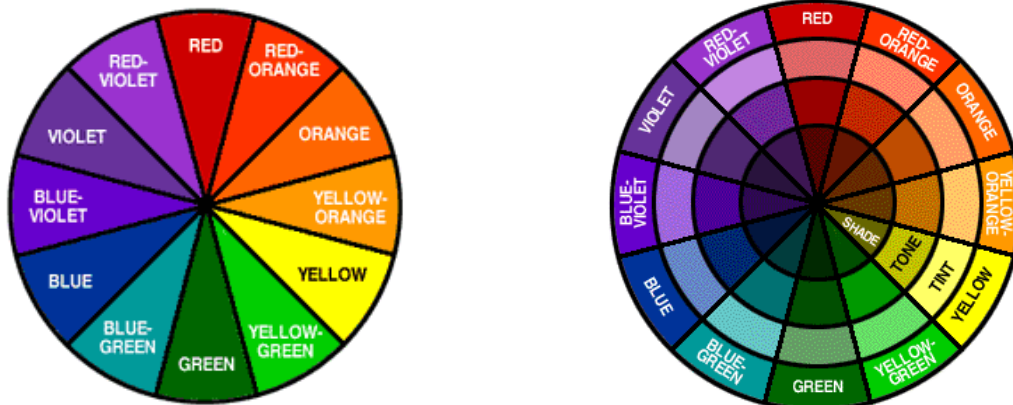 RED
RED-
ORANGE
ORANGE
YELLOW-
ORANGE
YELLOW
YELLOW-
GREEN
GREEN
BLUE-
GREEN
BLUE
BLUE-
VIOLET
VIOLET
RED-
VIOLET
RED
RED-
ORANGE
ORANGE
YELLOW-
ORANGE
YELLOW
YELLOW-
GREEN
GREEN
BLUE-
GREEN
BLUE
BLUE-
VIOLET
VIOLET
RED-
VIOLET
SHADE
TONE
TINT